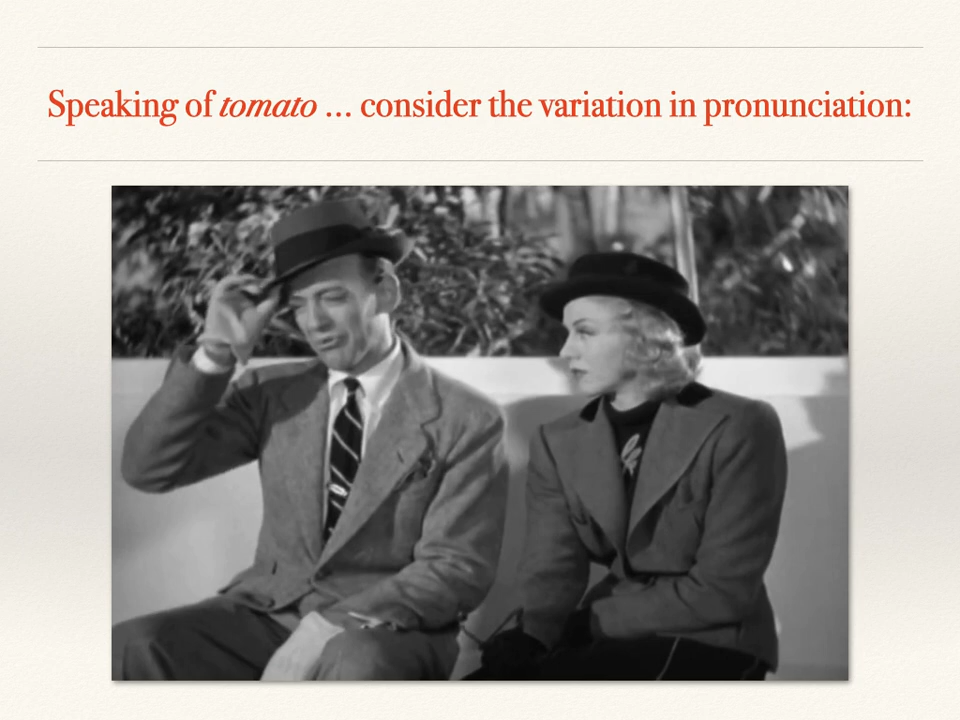 Speaking of tomato … consider the variation in pronunciation: